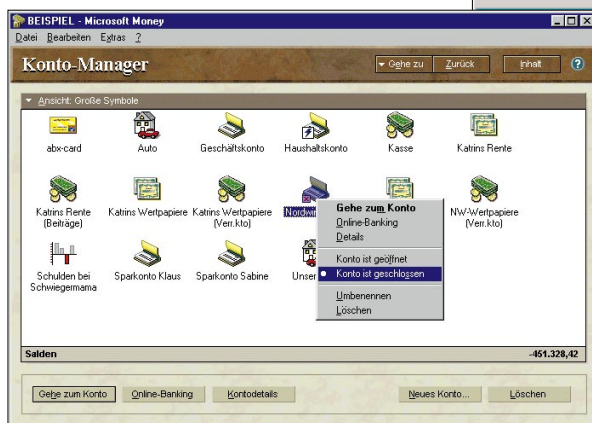 BEISPIEL - Microsoft Money
Datei Bearbeiten Extras ?
Konto-Manager
Gehe zu Zurück Inhalt ?
Ansicht: Große Symbole
abx-card Auto Geschäftskonto Haushaltskonto Kasse Katrins Rente
Katrins Rente (Beiträge) Katrins Wertpapiere Katrins Wertpapiere (Verr.kto) NW-Wertpapiere (Verr.kto)
Schulden bei Schwiegermama Sparkonto Klaus Sparkonto Sabine Unser
Gehe zum Konto
Online-Banking
Details
Konto ist geöffnet
Konto ist geschlossen
Umbenennen
Löschen
Salden -451.328,42
Gehe zum Konto Online-Banking Kontodetails Neues Konto... Löschen